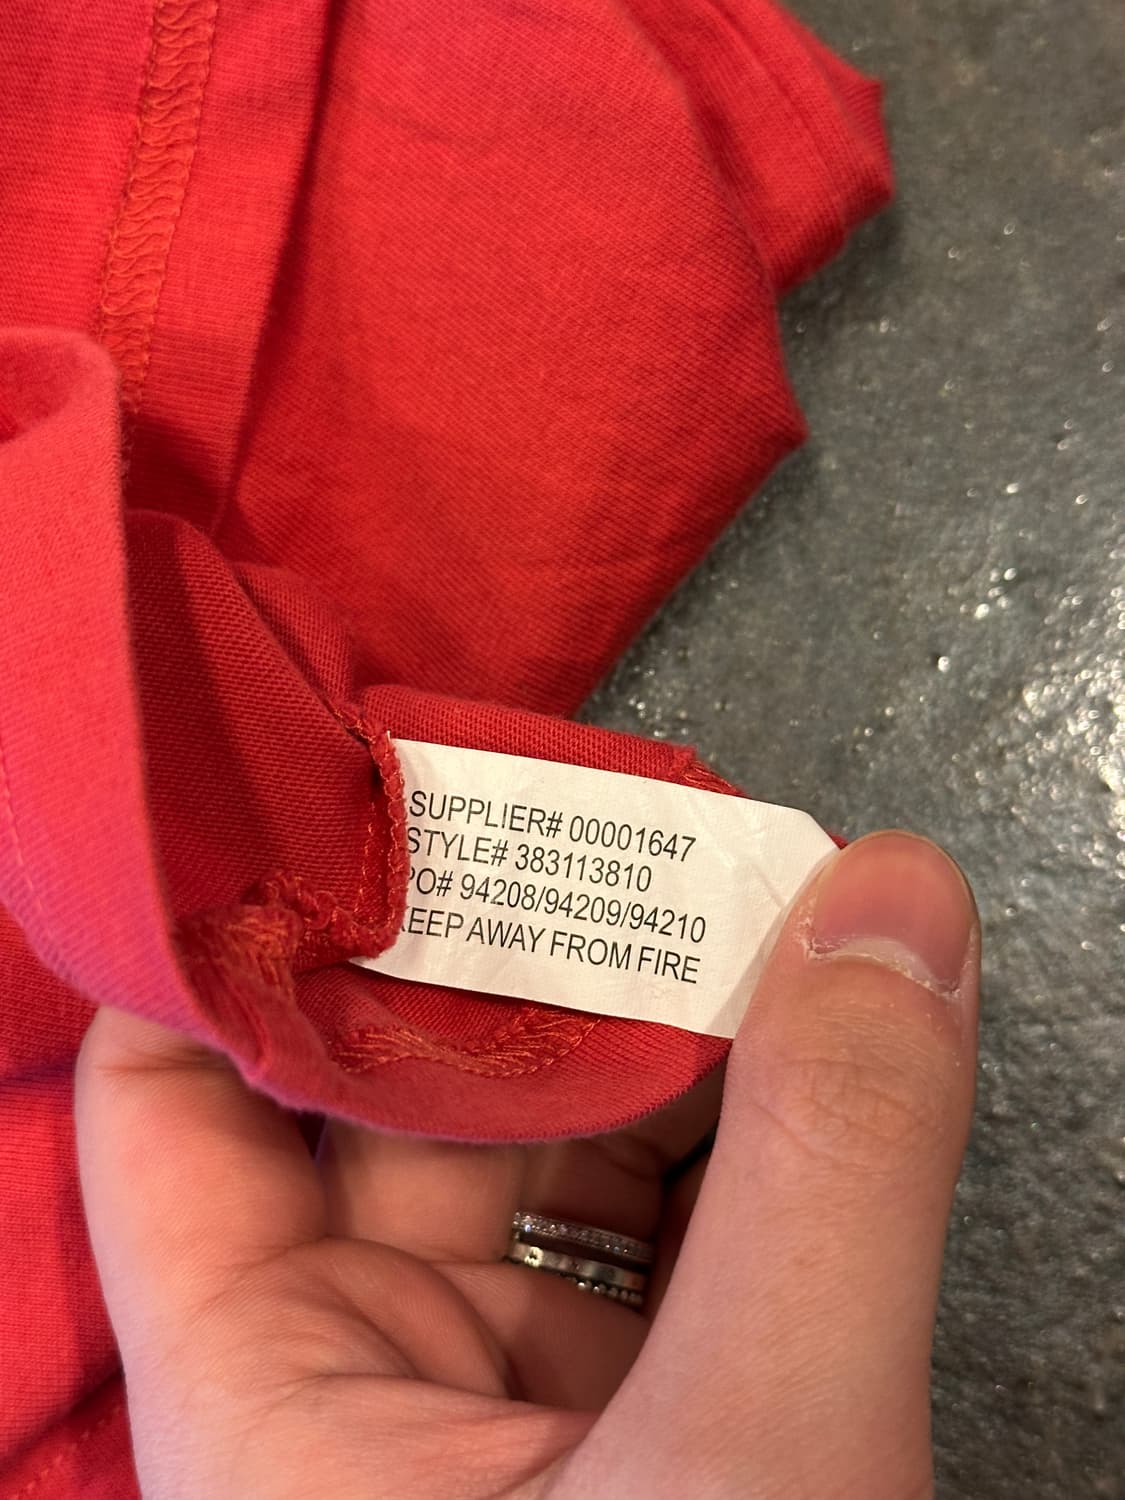 SUPPLIER# 00001647
STYLE# 383113810
PO# 94208/94209/94210
KEEP AWAY FROM FIRE